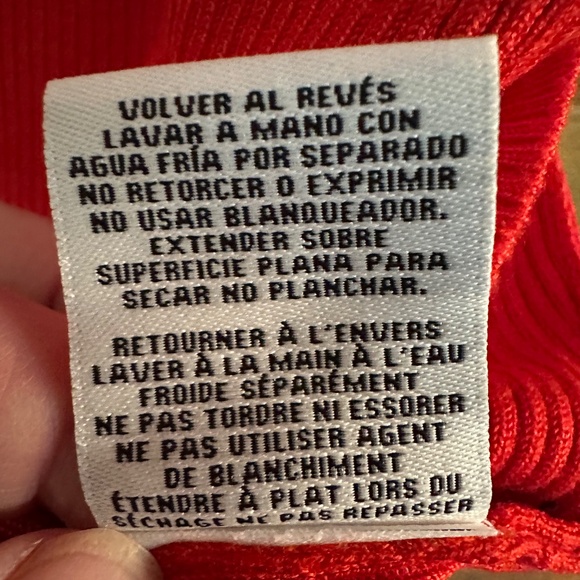 VOLVER AL REVÉS
LAVAR A MANO CON
AGUA FRÍA POR SEPARADO
NO RETORCER O EXPRIMIR
NO USAR BLANQUEADOR.
EXTENDER SOBRE
SUPERFICIE PLANA PARA
SECAR NO PLANCHAR.
RETOURNER À L'ENVERS
LAVER À LA MAIN À L'EAU
FROIDE SÉPARÉMENT
NE PAS TORDRE NI ESSORER
NE PAS UTILISER AGENT
DE BLANCHIMENT
ÉTENDRE À PLAT LORS DU
SÉCHAGE NE PAS REPASSER